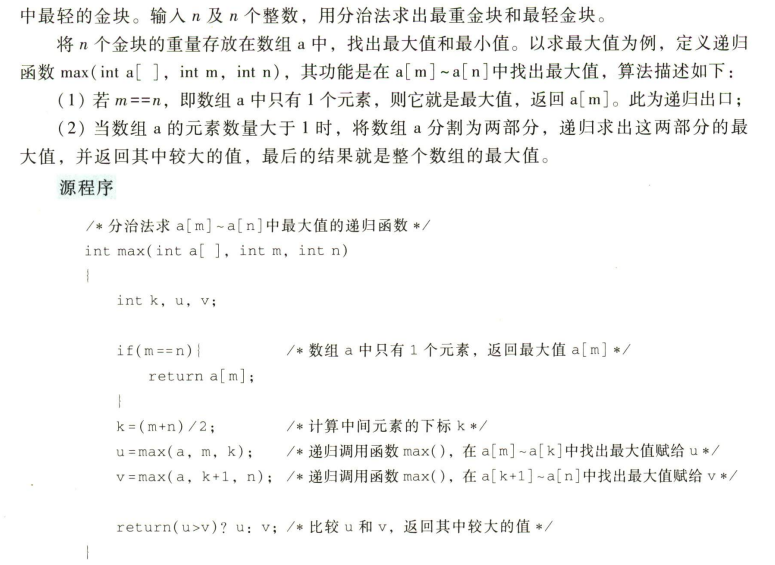 中最轻的金块。输入 n 及 n 个整数，用分治法求出最重金块和最轻金块。
将 n 个金块的重量存放在数组 a 中，找出最大值和最小值。以求最大值为例，定义递归
函数 max(int a[ ], int m, int n)，其功能是在 a[m]~a[n]中找出最大值，算法描述如下：
(1) 若 m==n，即数组 a 中只有 1 个元素，则它就是最大值，返回 a[m]。此为递归出口；
(2) 当数组 a 的元素数量大于 1 时，将数组 a 分割为两部分，递归求出这两部分的最
大值，并返回其中较大的值，最后的结果就是整个数组的最大值。
源程序
/* 分治法求 a[m]~a[n]中最大值的递归函数 */
int max(int a[ ], int m, int n)
{
int k, u, v;
if(m==n){ /* 数组 a 中只有 1 个元素，返回最大值 a[m] */
return a[m];
}
k=(m+n)/2; /* 计算中间元素的下标 k */
u=max(a, m, k); /* 递归调用函数 max()，在 a[m]~a[k]中找出最大值赋给 u */
v=max(a, k+1, n); /* 递归调用函数 max()，在 a[k+1]~a[n]中找出最大值赋给 v */
return(u>v)? u: v; /* 比较 u 和 v，返回其中较大的值 */
}